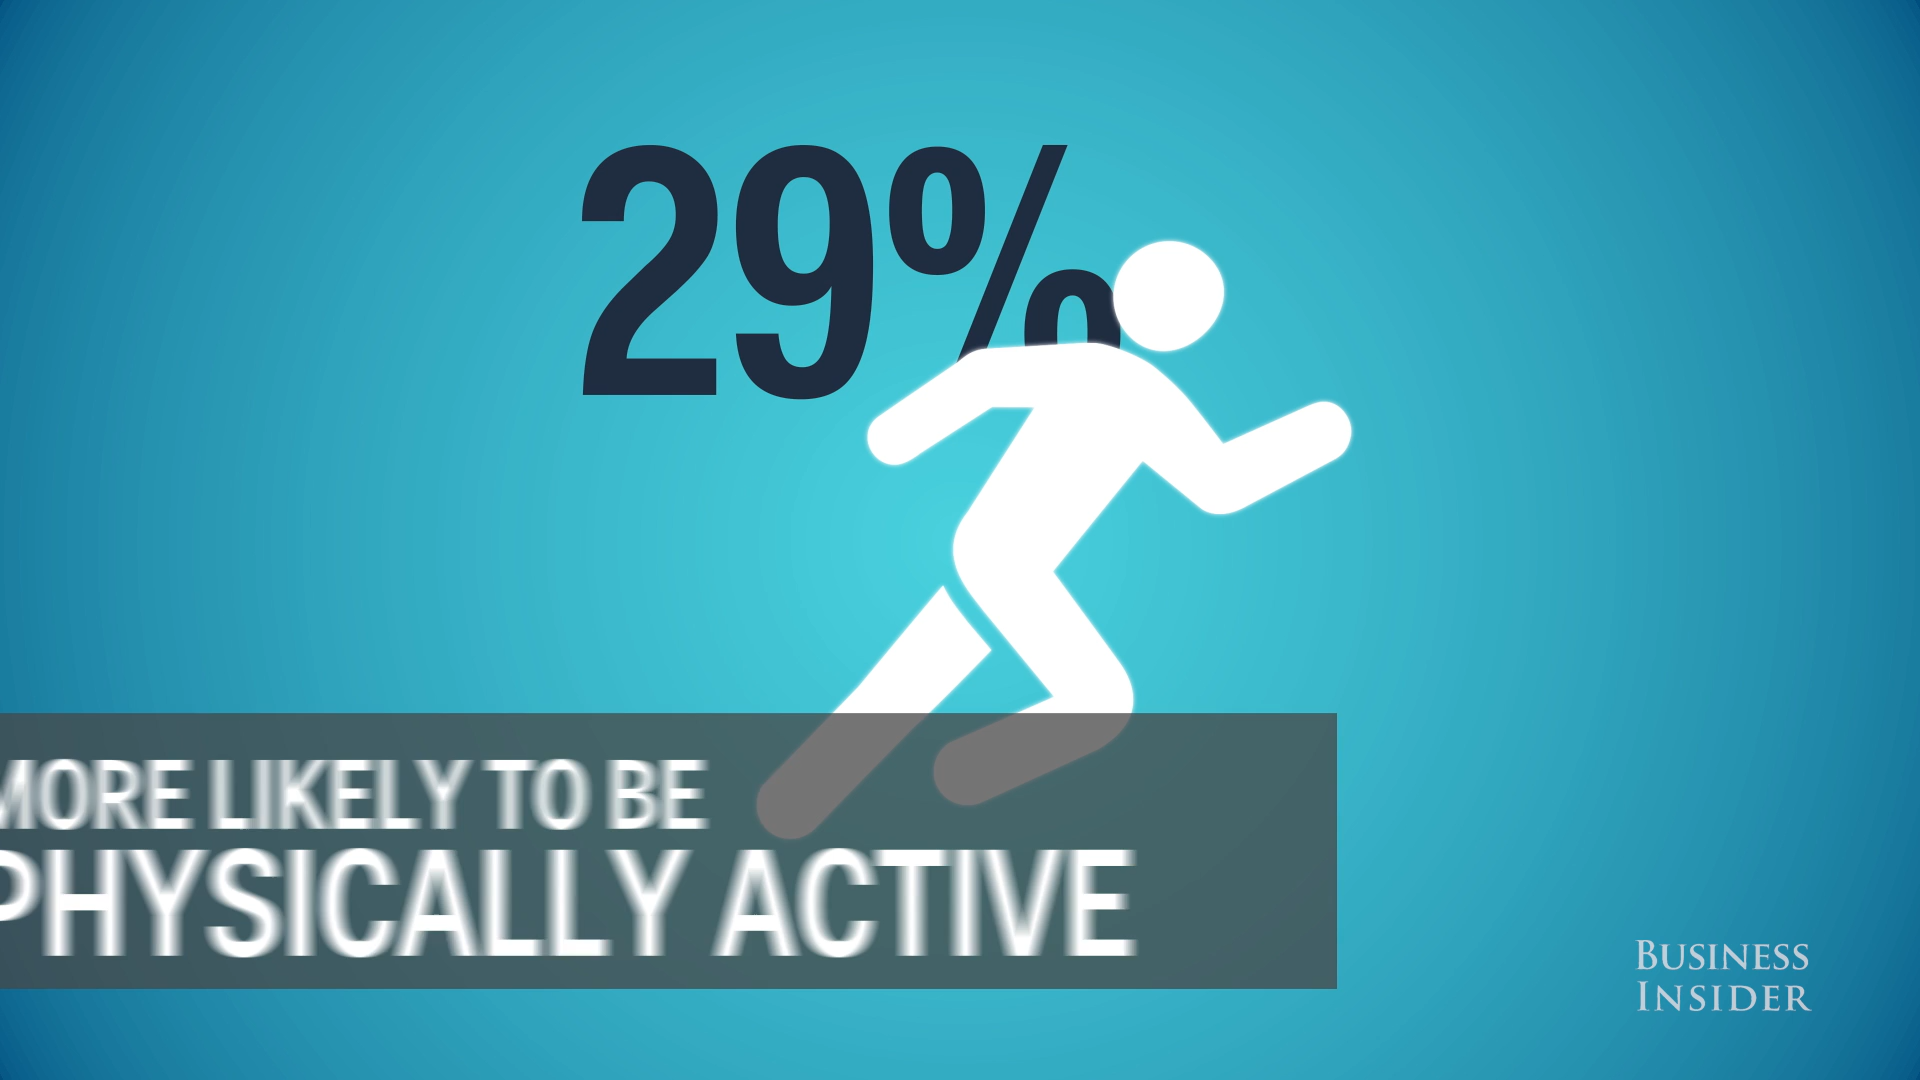 29%
MORE LIKELY TO BE
PHYSICALLY ACTIVE
BUSINESS
INSIDER